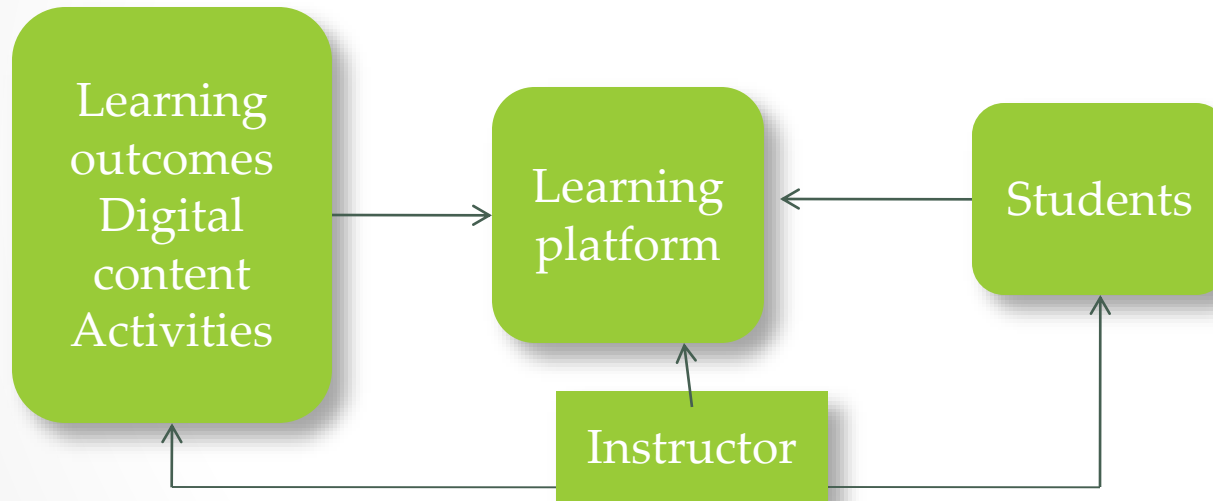 Learning
outcomes
Digital
content
Activities
Learning
platform
Students
Instructor